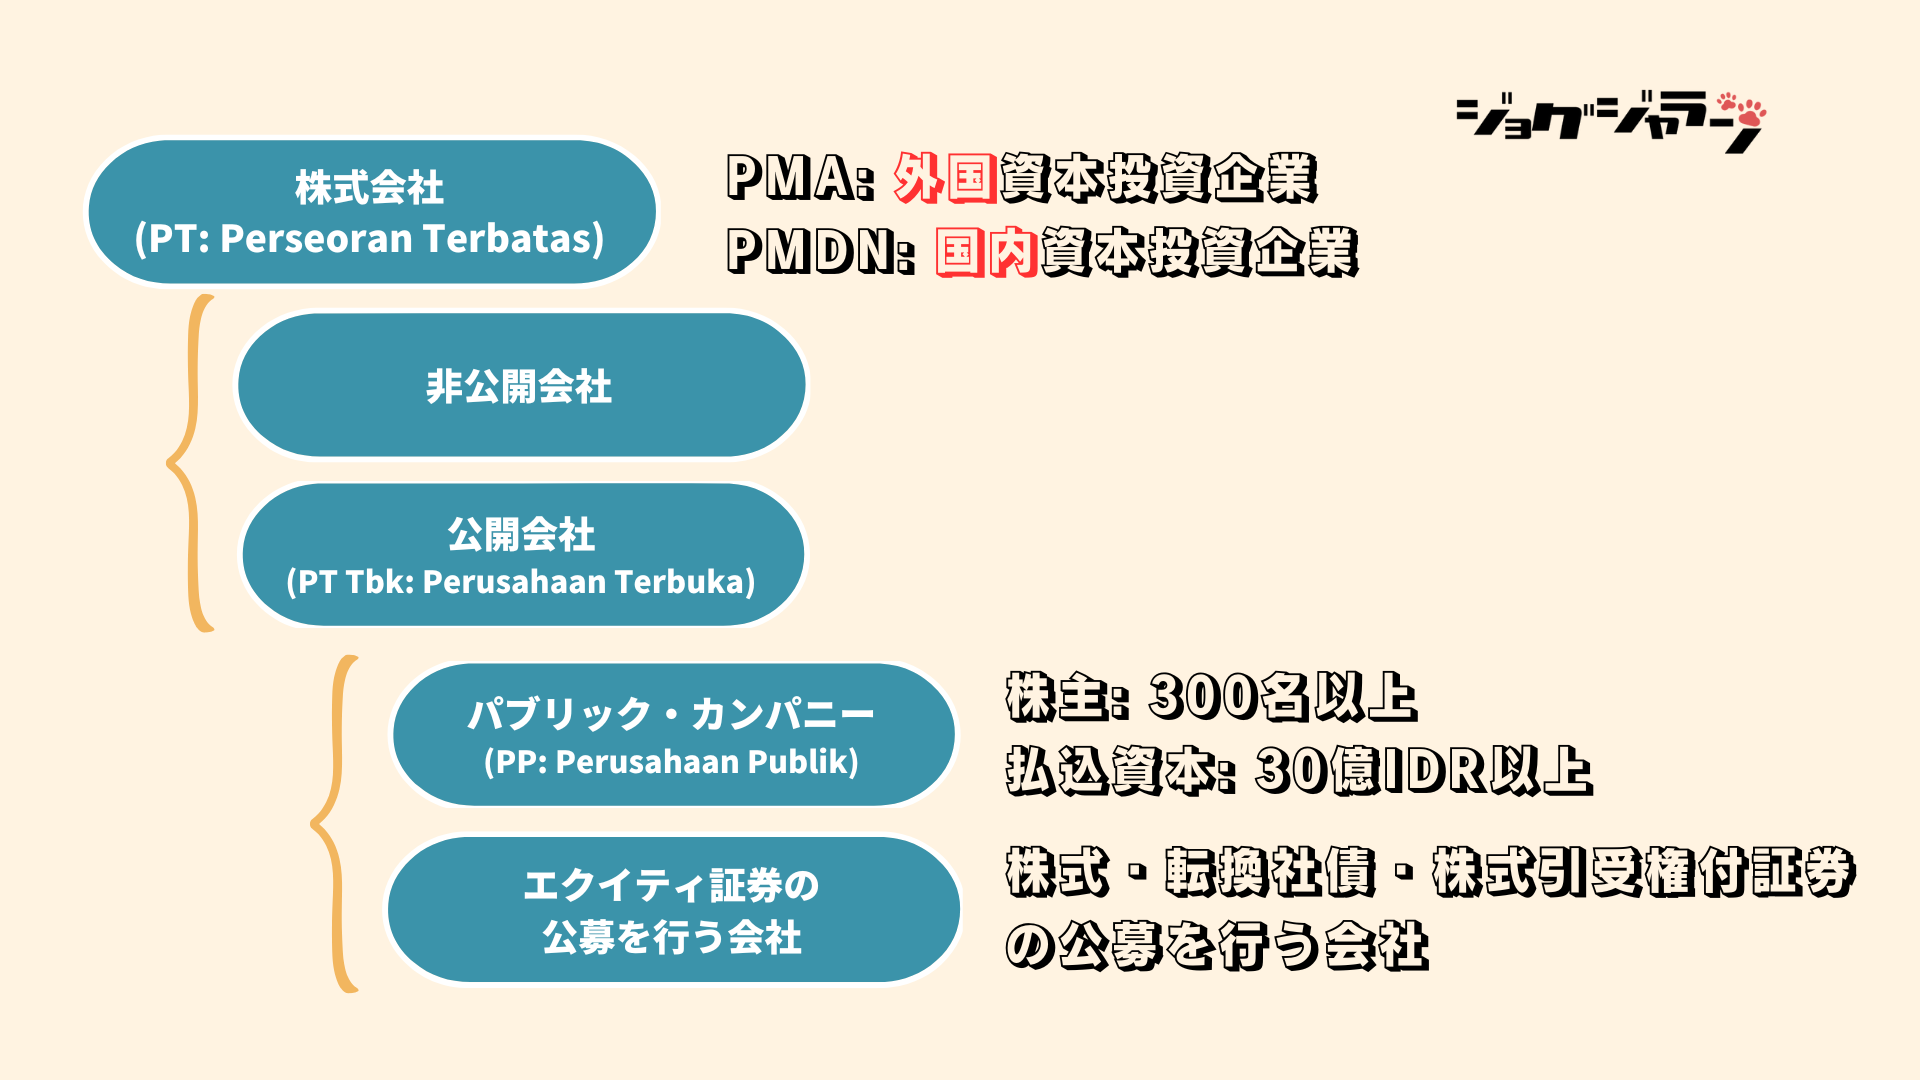 ジョグジャラン
株式会社
(PT: Perseroan Terbatas)
PMA: 外国資本投資企業
PMDN: 国内資本投資企業
非公開会社
公開会社
(PT Tbk: Perusahaan Terbuka)
パブリック・カンパニー
(PP: Perusahaan Publik)
株主: 300名以上
払込資本: 30億IDR以上
エクイティ証券の
公募を行う会社
株式・転換社債・株式引受権付証券
の公募を行う会社